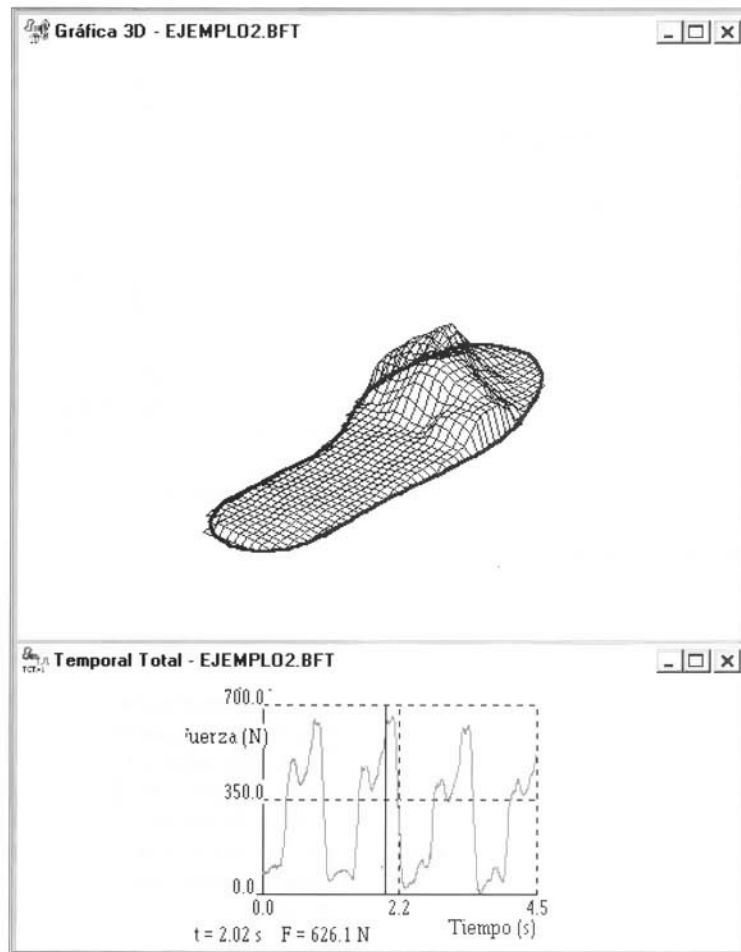 Gráfica 3D - EJEMPLO2.BFT
Temporal Total - EJEMPLO2.BFT
700.0
Fuerza (N)
350.0
0.0
0.0 2.2 4.5
Tiempo (s)
t = 2.02 s F = 626.1 N